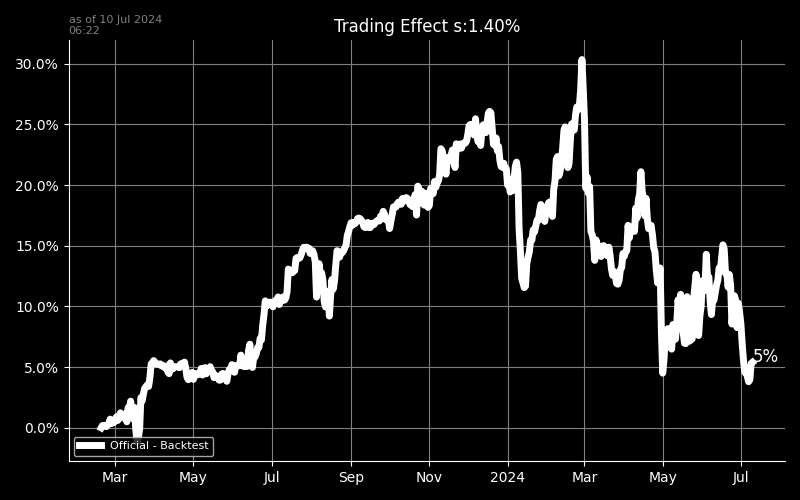 as of 10 Jul 2024
06:22
Trading Effect s:1.40%
30.0%
25.0%
20.0%
15.0%
10.0%
5.0%
0.0%
5%
Official - Backtest
Mar May Jul Sep Nov 2024 Mar May Jul